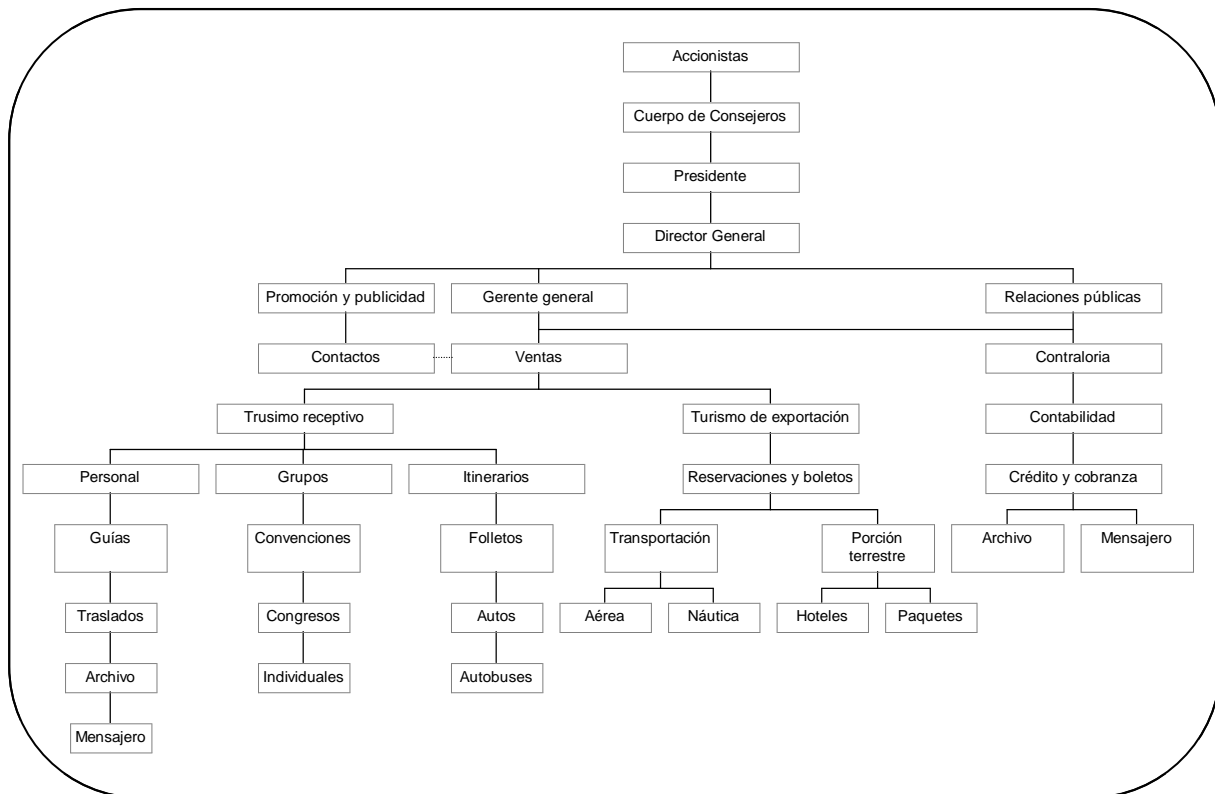 Accionistas
Cuerpo de Consejeros
Presidente
Director General
Promoción y publicidad
Gerente general
Relaciones públicas
Contactos
Ventas
Contraloria
Trusimo receptivo
Turismo de exportación
Contabilidad
Personal
Grupos
Itinerarios
Reservaciones y boletos
Crédito y cobranza
Guías
Convenciones
Folletos
Transportación
Porción
terrestre
Archivo
Mensajero
Traslados
Congresos
Autos
Aérea
Náutica
Hoteles
Paquetes
Archivo
Individuales
Autobuses
Mensajero